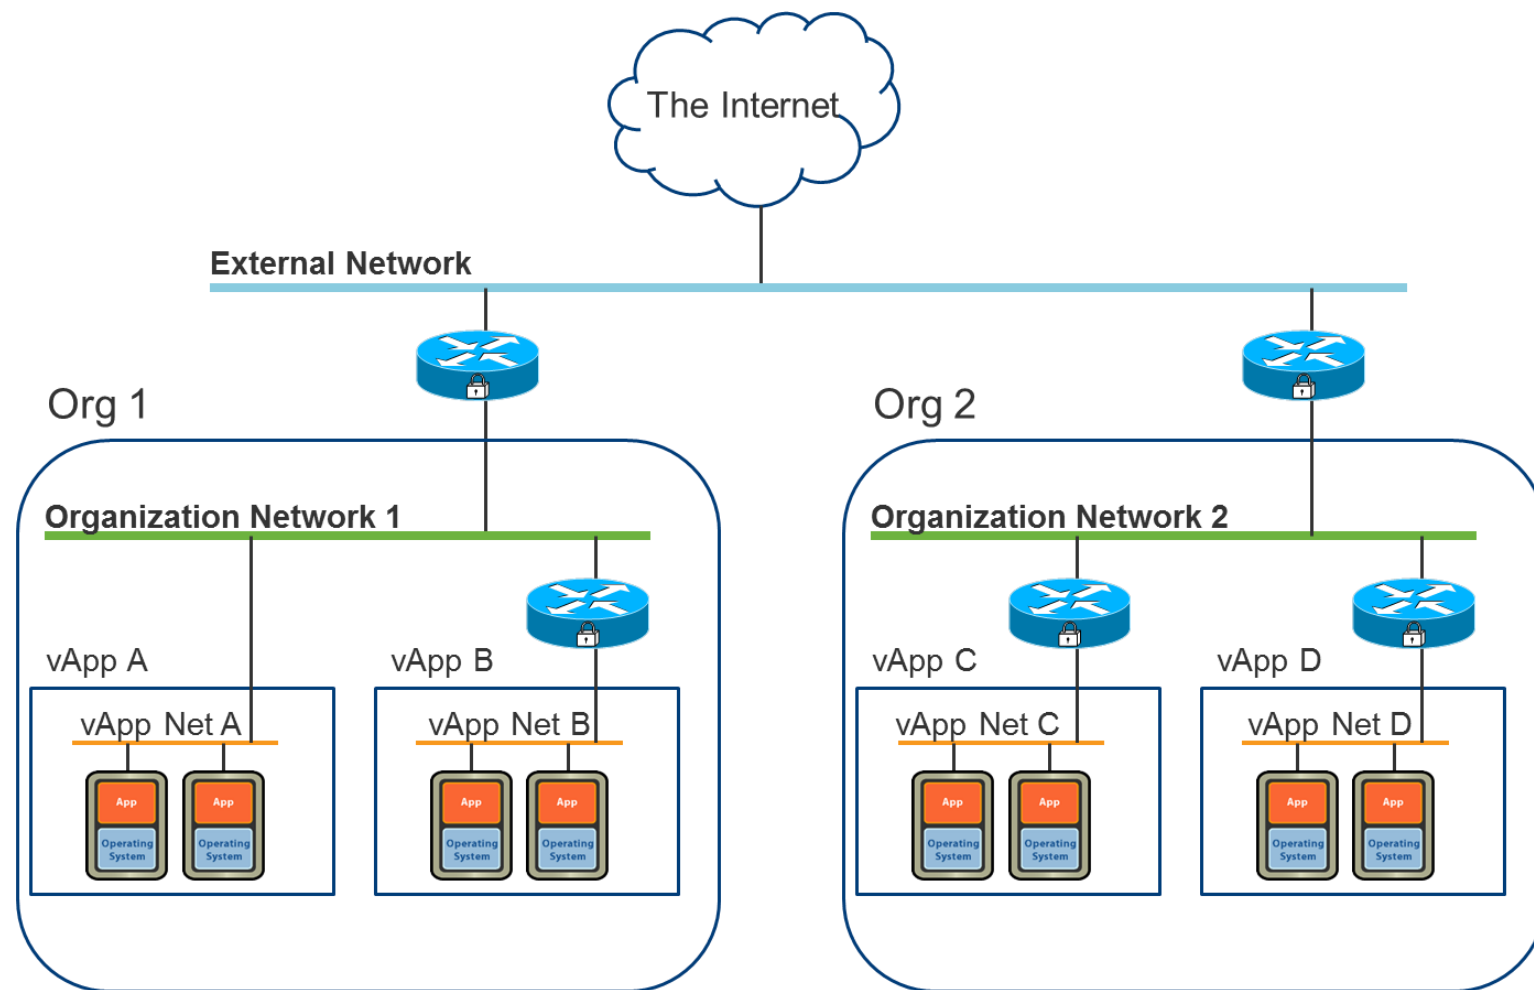 The Internet
External Network
Org 1
Org 2
Organization Network 1
Organization Network 2
vApp A
vApp B
vApp C
vApp D
vApp Net A
vApp Net B
vApp Net C
vApp Net D
App
App
App
App
App
App
App
App
Operating
System
Operating
System
Operating
System
Operating
System
Operating
System
Operating
System
Operating
System
Operating
System